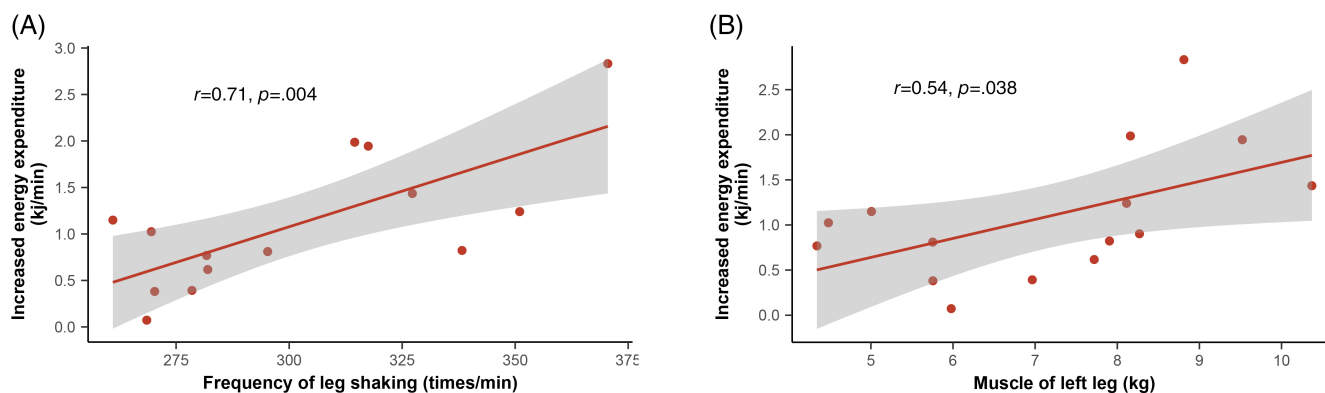 (A)
Increased energy expenditure
(kj/min)
3.0
2.5
2.0
1.5
1.0
0.5
0.0
r=0.71, p=.004
275
300
325
350
375
Frequency of leg shaking (times/min)
(B)
Increased energy expenditure
(kj/min)
2.5
2.0
1.5
1.0
0.5
0.0
r=0.54, p=.038
5
6
7
8
9
10
Muscle of left leg (kg)